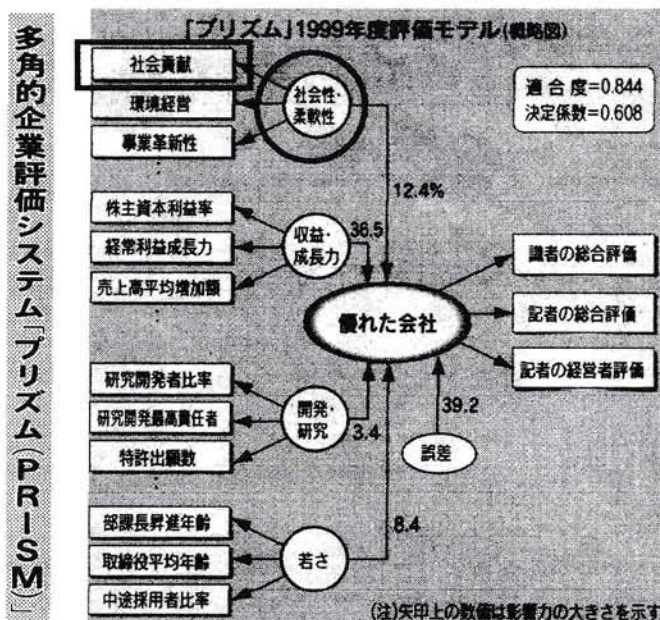 多角的企業評価システム「プリズム(PRISM)」
「プリズム」1999年度評価モデル(概略図)
社会貢献
環境経営
事業革新性
社会性・
柔軟性
適合度=0.844
決定係数=0.608
12.4%
株主資本利益率
経常利益成長力
売上高平均増加額
収益・
成長力
36.5
優れた会社
識者の総合評価
記者の総合評価
記者の経営者評価
研究開発者比率
研究開発最高責任者
特許出願数
開発・
研究
3.4
39.2
誤差
部課長昇進年齢
取締役平均年齢
中途採用者比率
若さ
8.4
(注)矢印上の数値は影響力の大きさを示す